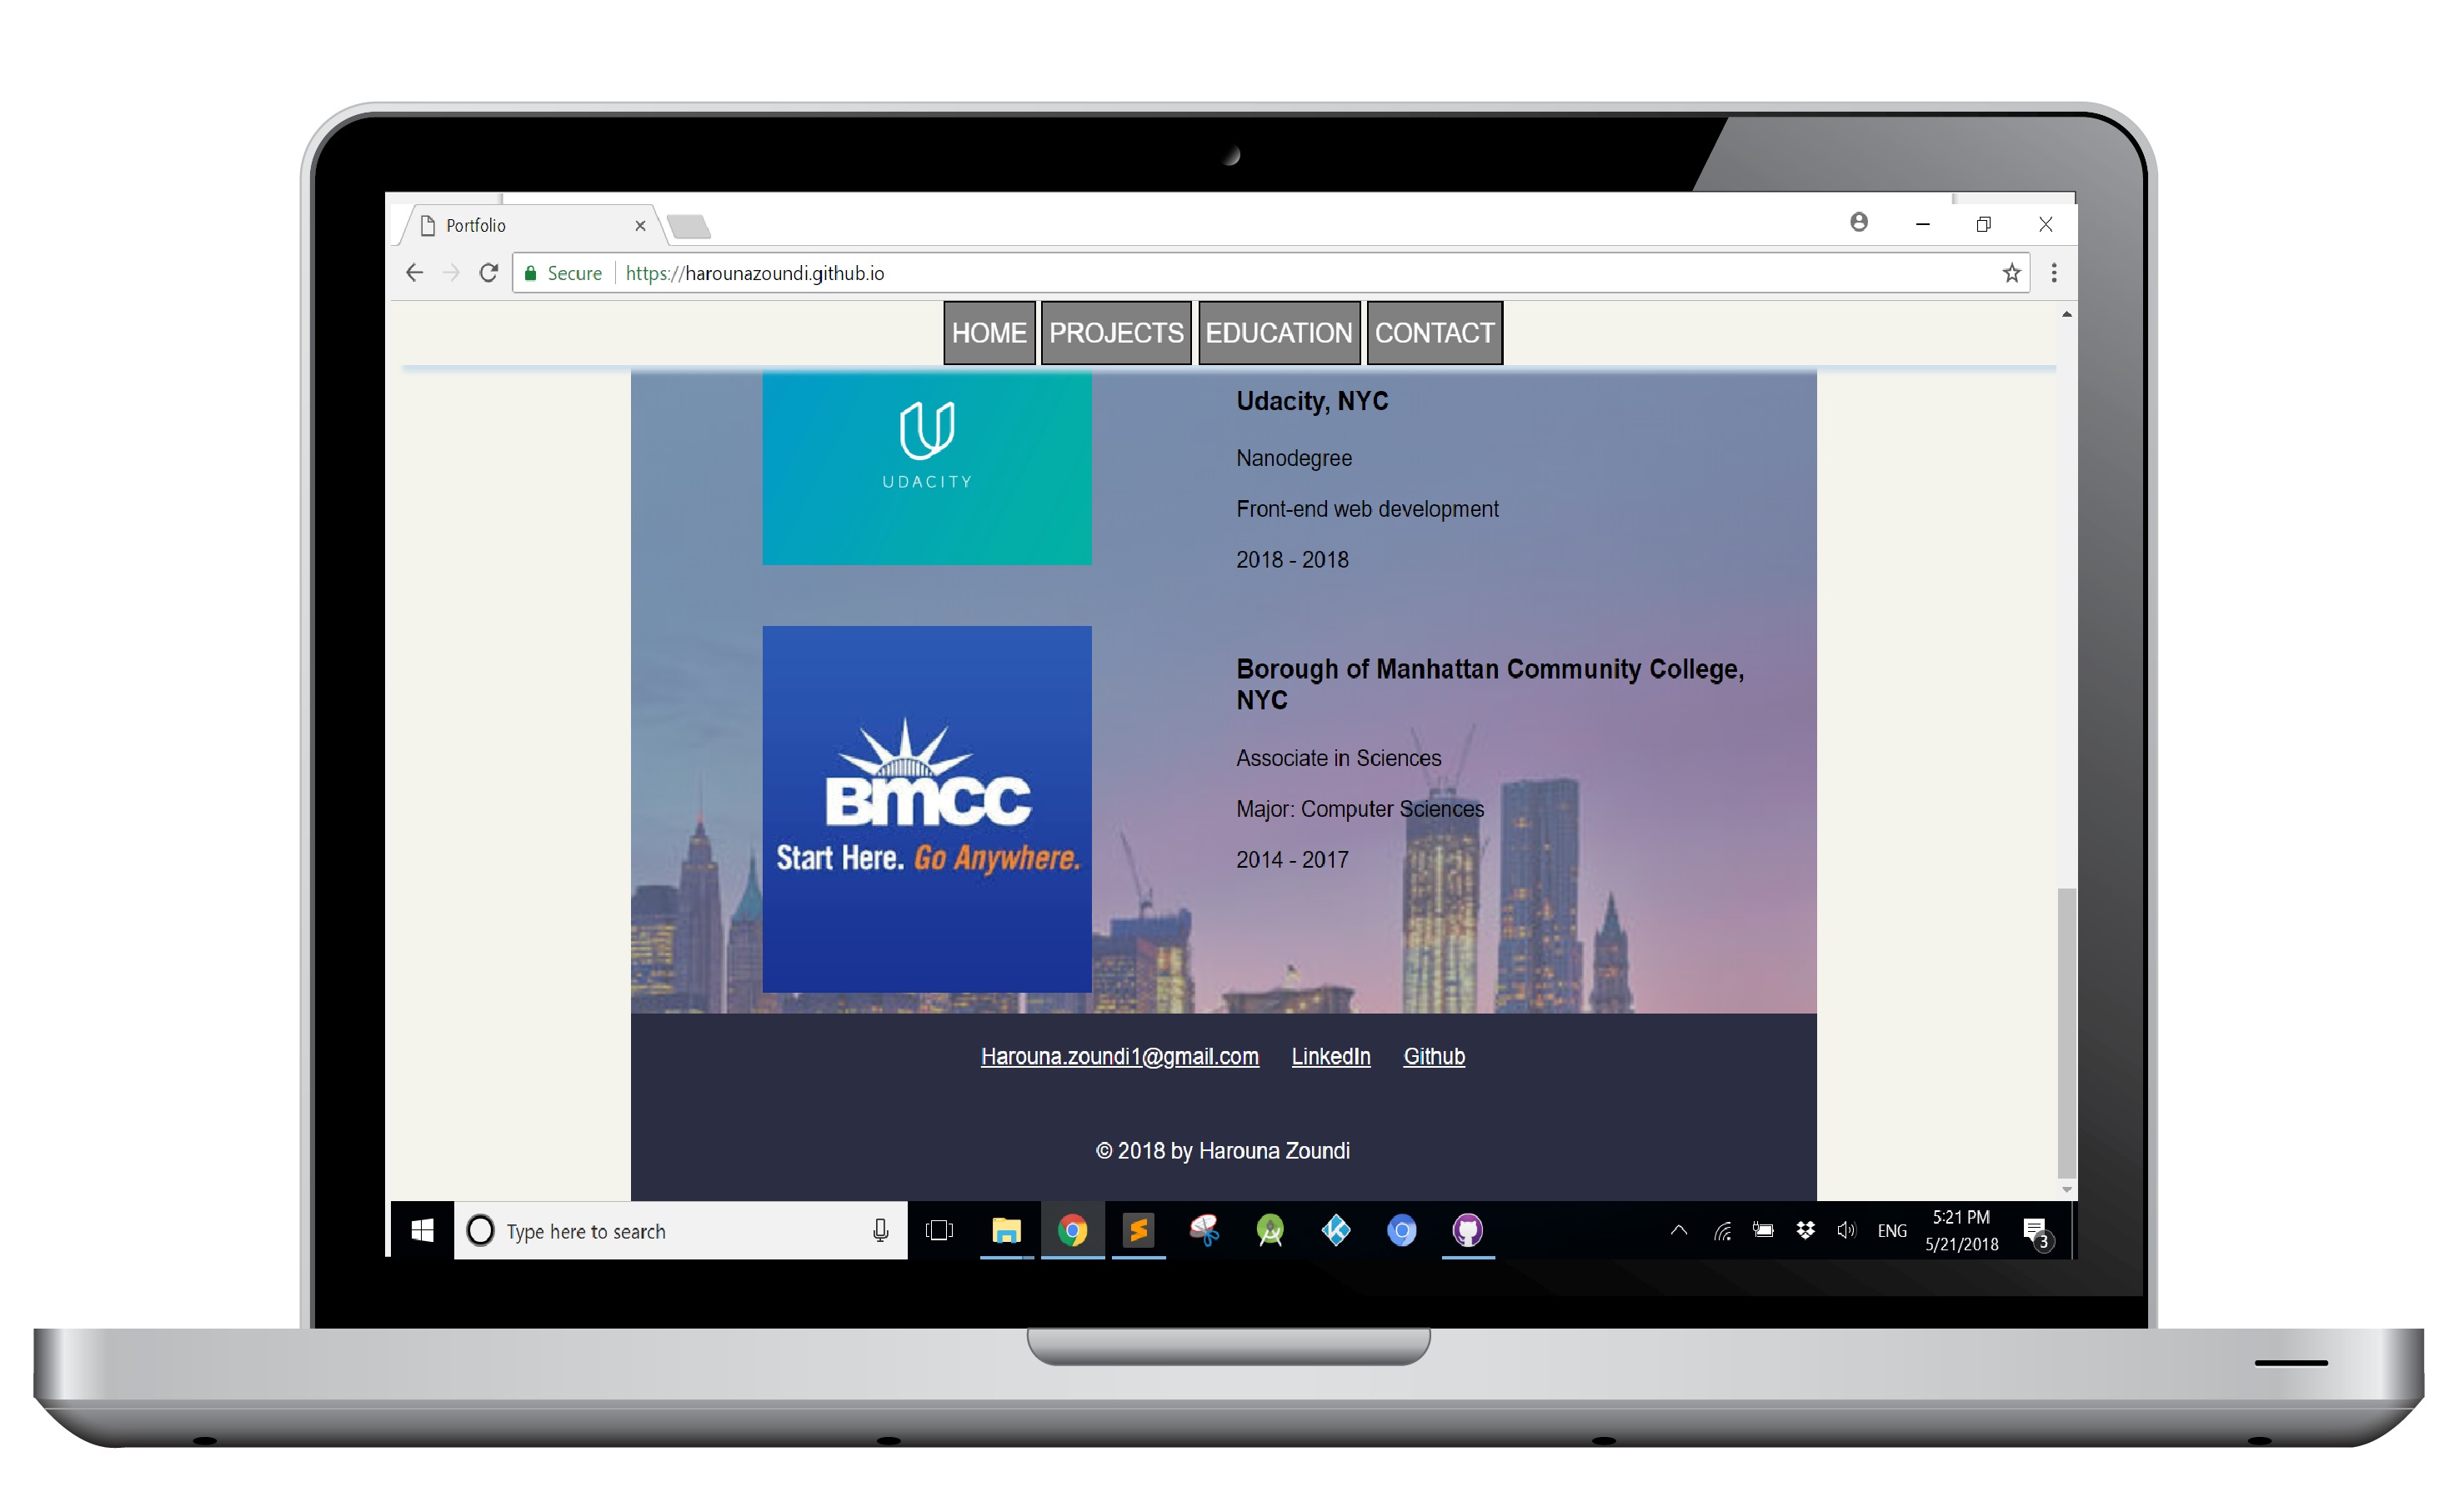 Portfolio
Secure https://harounazoundi.github.io
HOME PROJECTS EDUCATION CONTACT
UDACITY
Udacity, NYC
Nanodegree
Front-end web development
2018 - 2018
BMCC
Start Here. Go Anywhere.
Borough of Manhattan Community College,
NYC
Associate in Sciences
Major: Computer Sciences
2014 - 2017
Harouna.zoundi1@gmail.com LinkedIn Github
© 2018 by Harouna Zoundi
Type here to search
ENG
5:21 PM
5/21/2018
3